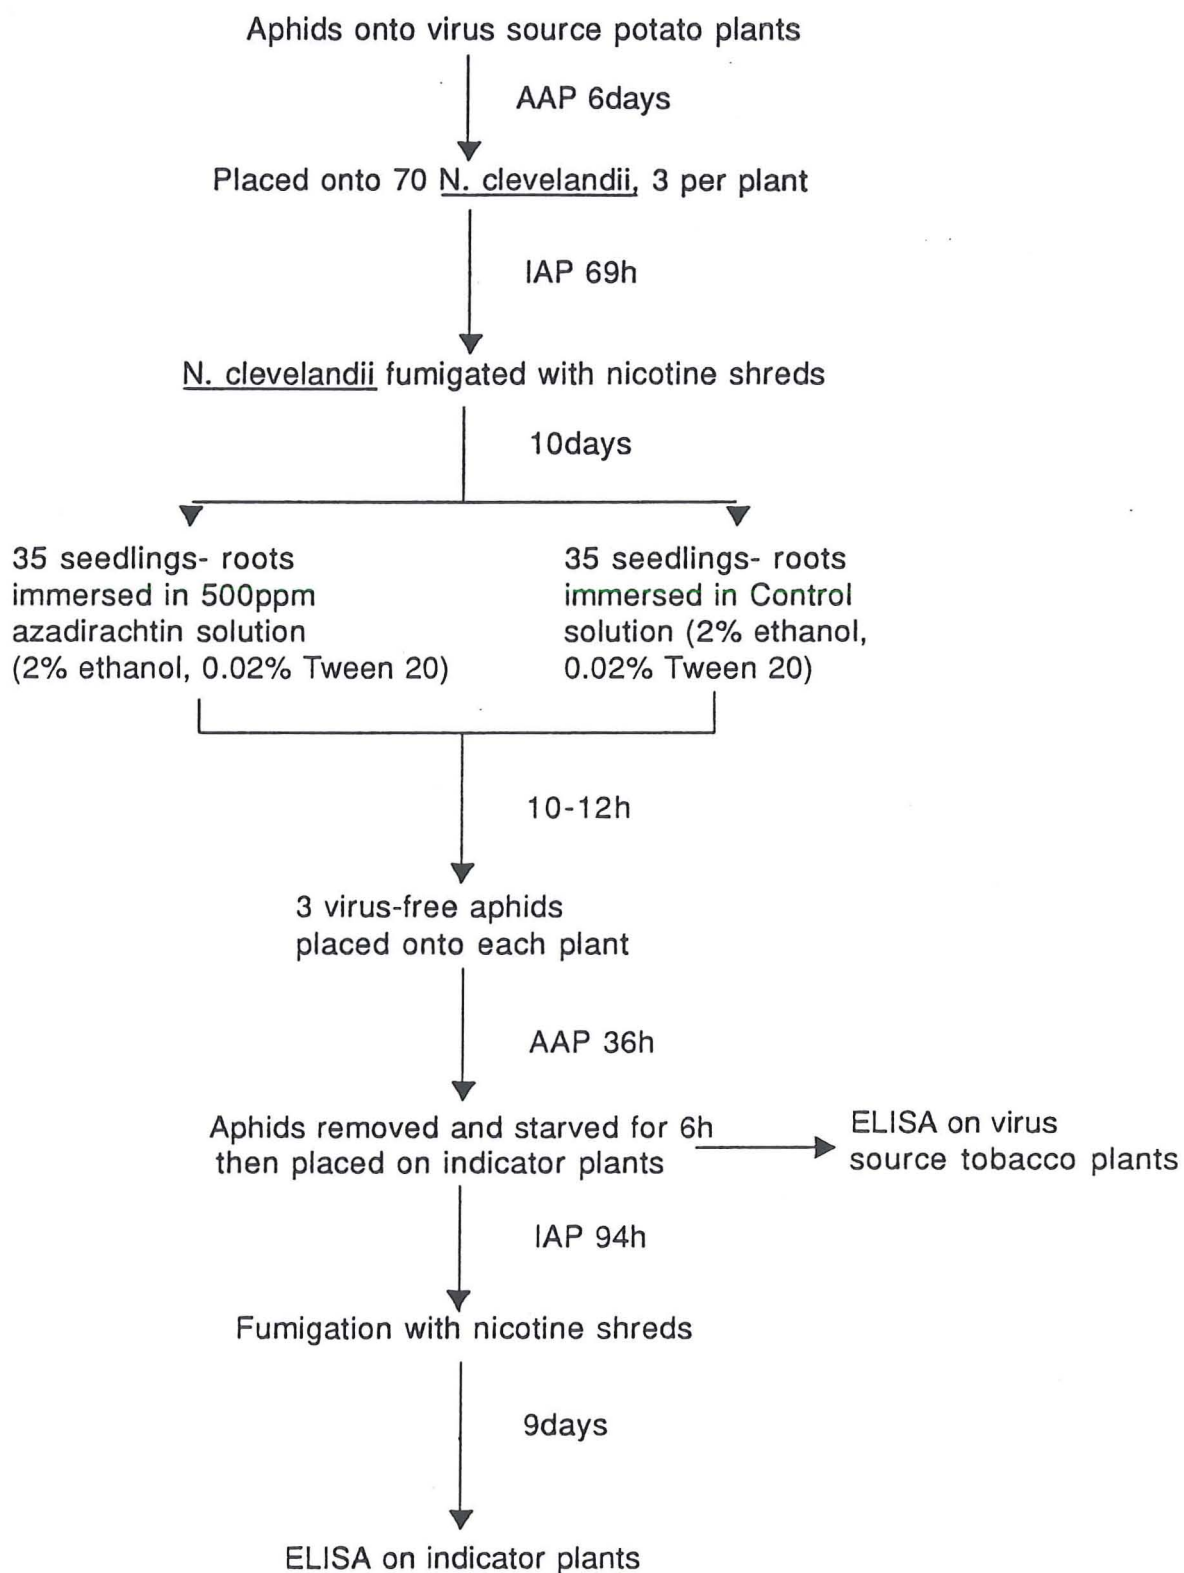 Aphids onto virus source potato plants
AAP 6days
Placed onto 70 N. clevelandii, 3 per plant
IAP 69h
N. clevelandii fumigated with nicotine shreds
10days
35 seedlings- roots
immersed in 500ppm
azadirachtin solution
(2% ethanol, 0.02% Tween 20)
35 seedlings- roots
immersed in Control
solution (2% ethanol,
0.02% Tween 20)
10-12h
3 virus-free aphids
placed onto each plant
AAP 36h
Aphids removed and starved for 6h
then placed on indicator plants
ELISA on virus
source tobacco plants
IAP 94h
Fumigation with nicotine shreds
9days
ELISA on indicator plants